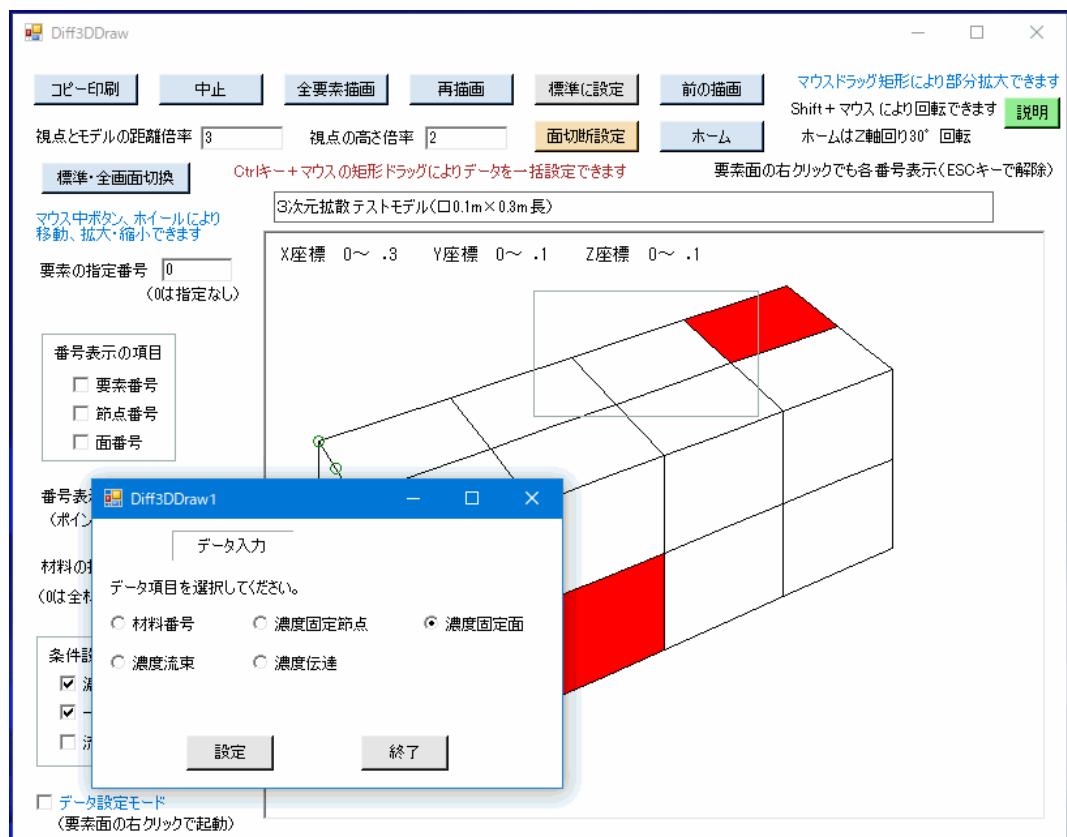 Diff3DDraw
コピー印刷 中止 全要素描画 再描画 標準に設定 前の描画
マウスドラッグ矩形により部分拡大できます
Shift + マウス により回転できます 説明
視点とモデルの距離倍率 3 視点の高さ倍率 2 面切断設定 ホーム ホームはZ軸回り30° 回転
標準・全画面切換 Ctrlキー + マウスの矩形ドラッグによりデータを一括設定できます 要素面の右クリックでも各番号表示(ESCキーで解除)
マウス中ボタン、ホイールにより
移動、拡大・縮小できます
3次元拡散テストモデル(口0.1m×0.3m長)
X座標 0～ .3 Y座標 0～ .1 Z座標 0～ .1
要素の指定番号 0
(0は指定なし)
番号表示の項目
要素番号
節点番号
面番号
番号表
(ポイン
材料の
(0は全
条件設
Diff3DDraw1
データ入力
データ項目を選択してください。
材料番号 濃度固定節点 濃度固定面
濃度流束 濃度伝達
設定 終了
データ設定モード
(要素面の右クリックで起動)